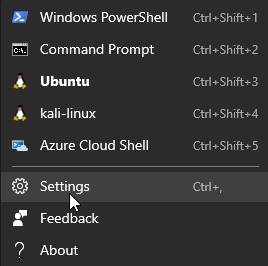 Windows PowerShell Ctrl+Shift+1
Command Prompt Ctrl+Shift+2
Ubuntu Ctrl+Shift+3
kali-linux Ctrl+Shift+4
Azure Cloud Shell Ctrl+Shift+5
Settings Ctrl+,
Feedback
About